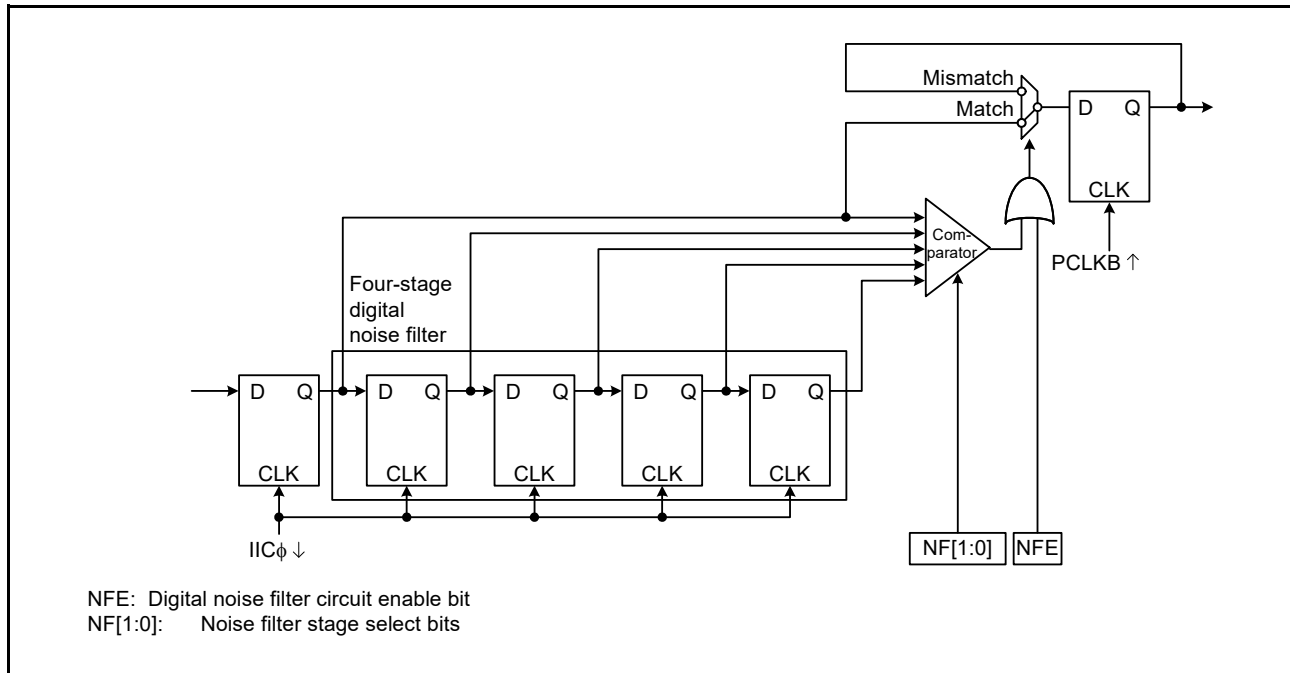 Mismatch
Match
D Q
CLK
PCLKB ↑
Com-
parator
Four-stage
digital
noise filter
D Q
D Q
D Q
D Q
D Q
CLK
CLK
CLK
CLK
CLK
IICϕ ↓
NF[1:0]
NFE
NFE: Digital noise filter circuit enable bit
NF[1:0]: Noise filter stage select bits